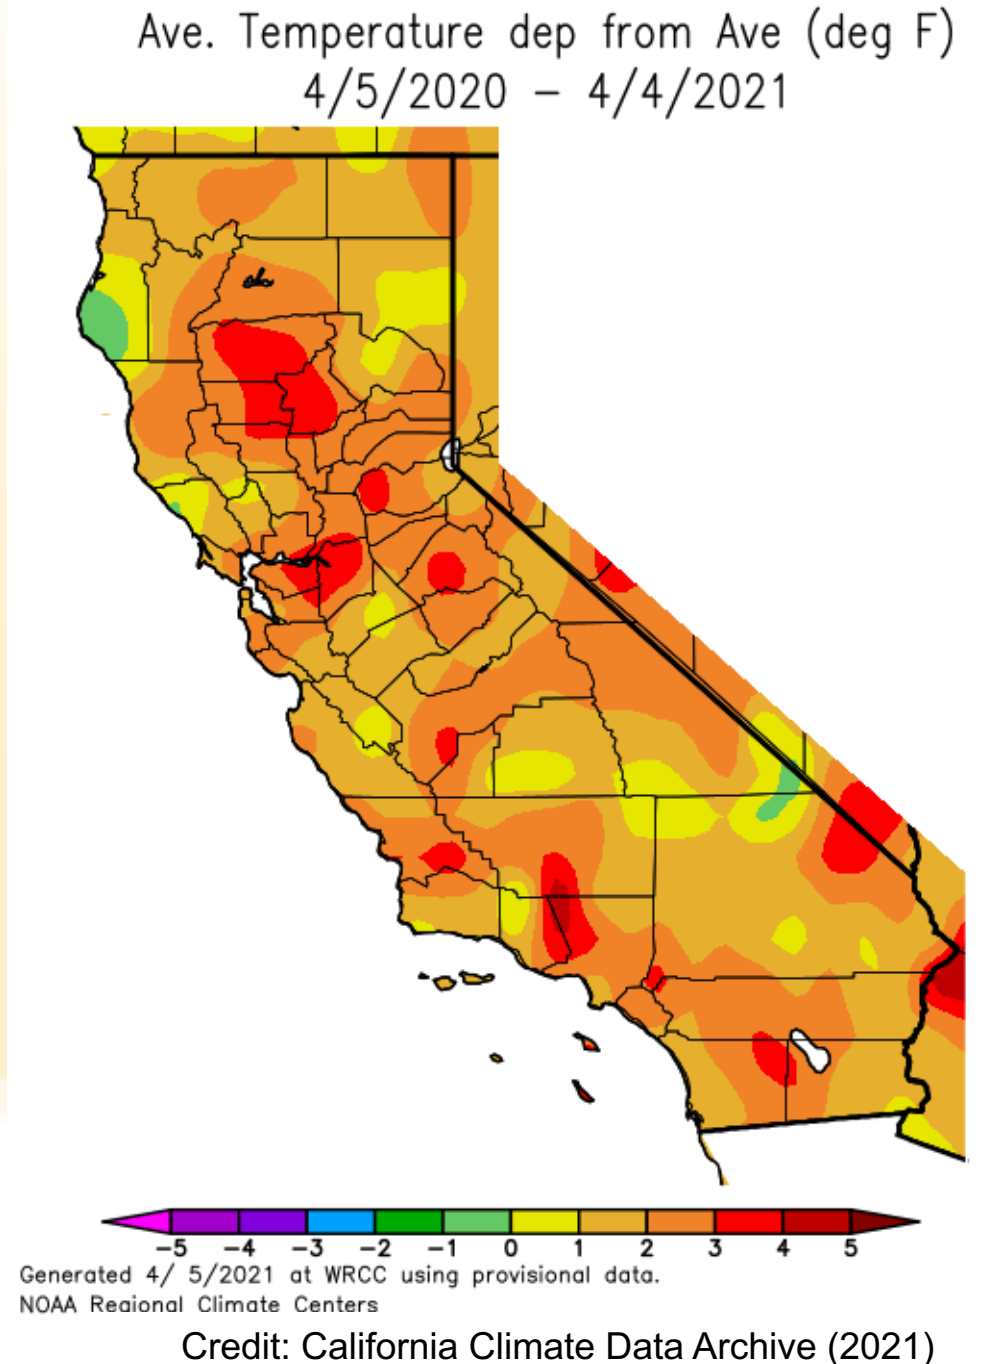 Ave. Temperature dep from Ave (deg F)
4/5/2020 – 4/4/2021
−5 −4 −3 −2 −1 0 1 2 3 4 5
Generated 4/ 5/2021 at WRCC using provisional data.
NOAA Regional Climate Centers
Credit: California Climate Data Archive (2021)